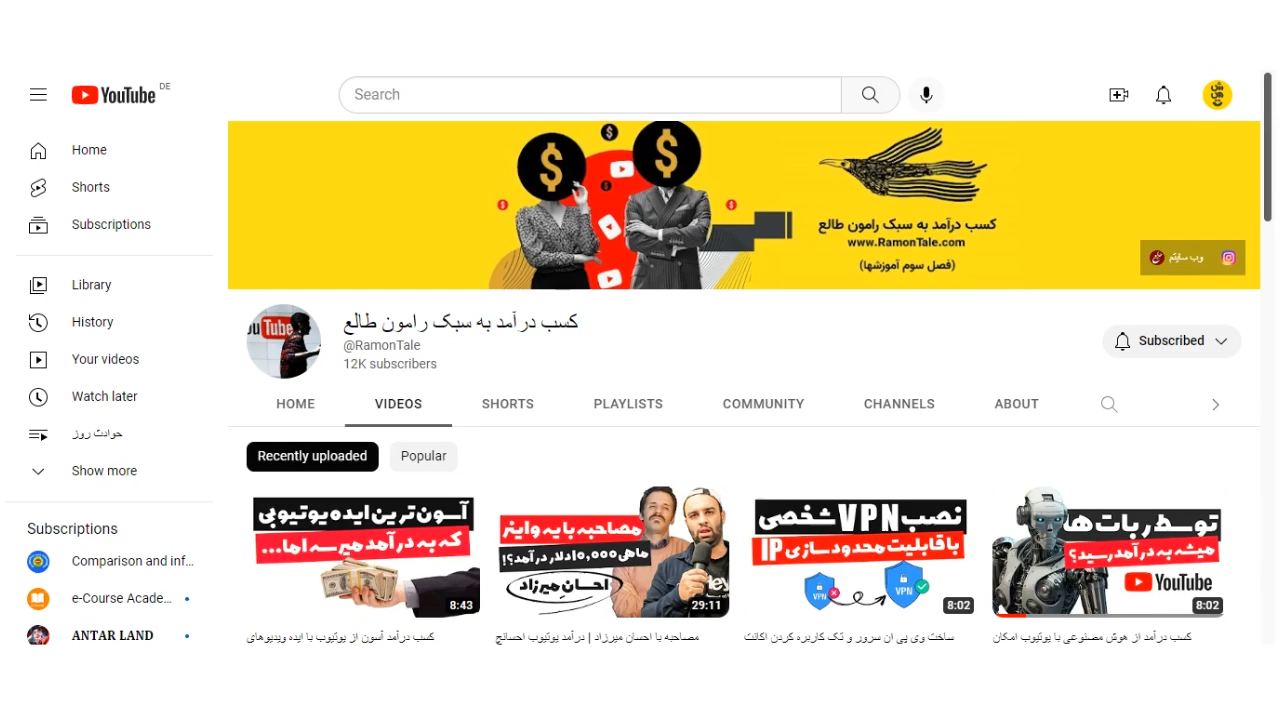 YouTube DE
Search
Home
Shorts
Subscriptions
Library
History
Your videos
Watch later
حوادث روز
Show more
Subscriptions
Comparison and inf...
e-Course Acade...
ANTAR LAND
کسب درآمد به سبک رامون طالع
www.RamonTale.com
(فصل سوم آموزشها)
وب سایتم
YouTube
کسب درآمد به سبک رامون طالع
@RamonTale
12K subscribers
Subscribed
HOME VIDEOS SHORTS PLAYLISTS COMMUNITY CHANNELS ABOUT
Recently uploaded Popular
آسون‌ترین ایده یوتیوبی
که به درآمد میرسه اما...
8:43
کسب درآمد آسون از یوتیوب با ایده ویدیوهای
مصاحبه با یه واینر
ماهی ۱۰,۰۰۰ دلار درآمد؟!
احسان میرزاد
29:11
مصاحبه با احسان میرزاد | درآمد یوتیوب احسانچ
نصب VPN شخصی
با قابلیت محدودسازی IP
VPN
VPN
8:02
ساخت وی پی ان سرور و تک کاربره کردن اکانت
توسط ربات‌ها
میشه به درآمد رسید؟
YouTube
8:02
کسب درآمد از هوش مصنوعی با یوتیوب امکان